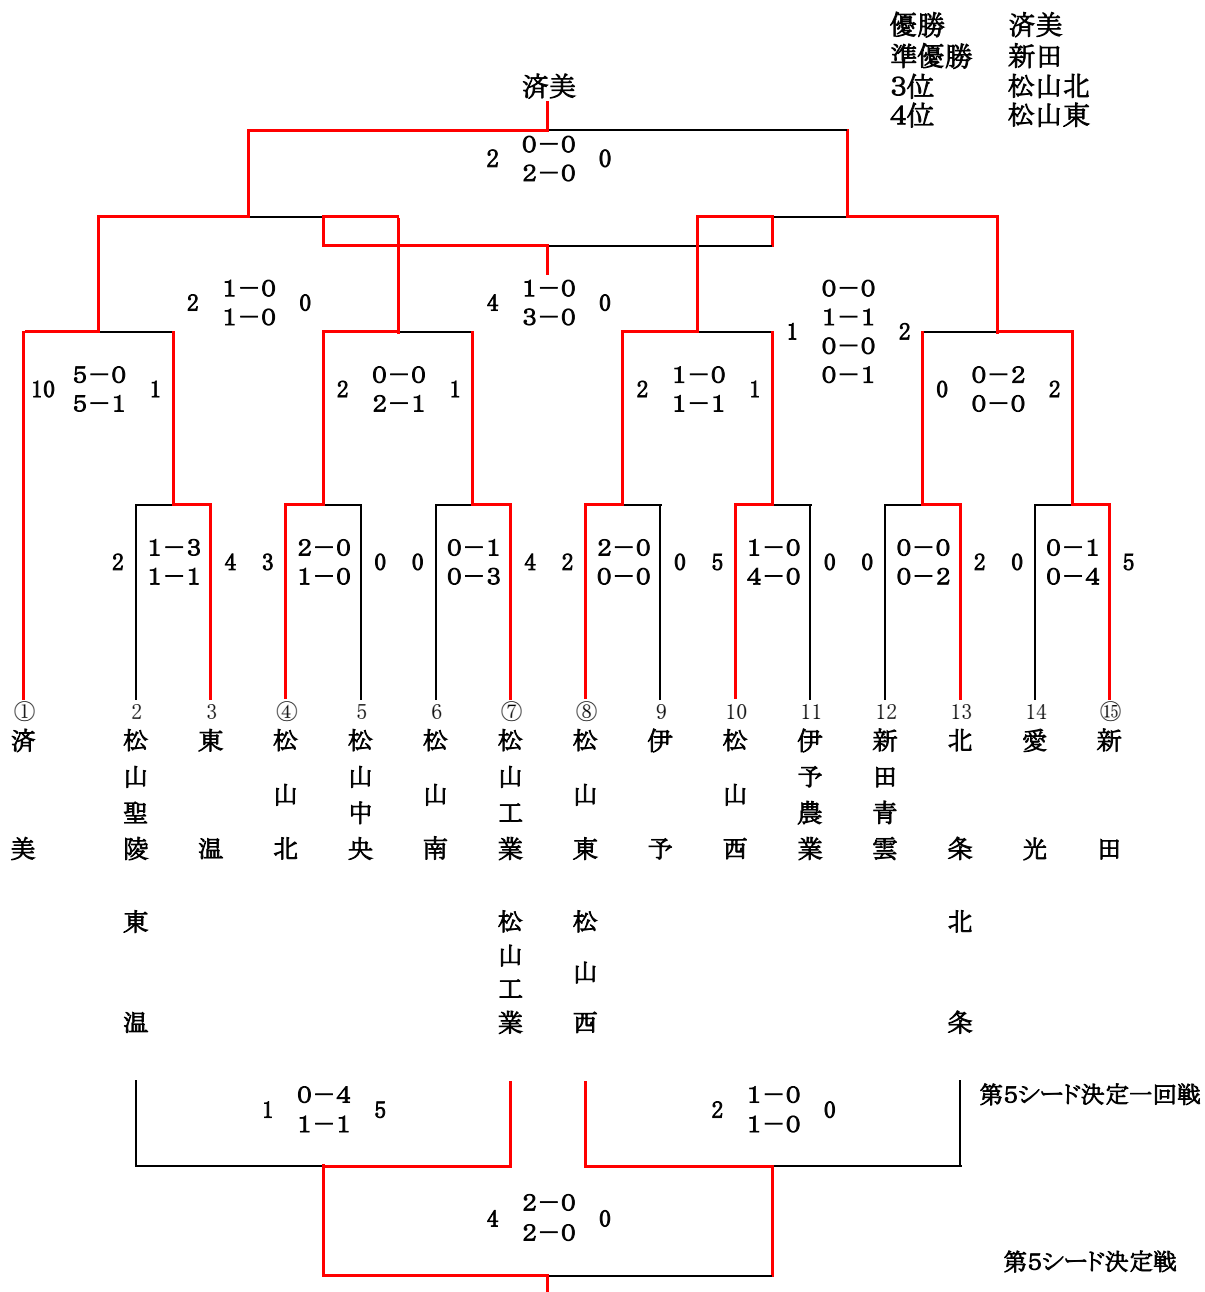 優勝 済美
準優勝 新田
3位 松山北
4位 松山東
済美
2 0-0 0
2-0
2 1-0 0
1-0
4 1-0 0
3-0
0-0
1-1
1 2
0-0
0-1
10 5-0 1
5-1
2 0-0 1
2-1
2 1-0 1
1-1
0 0-2 2
0-0
2 1-3 4
1-1
3 2-0 0
1-0
0 0-1 4
0-3
2 2-0 0
0-0
5 1-0 0
4-0
0 0-0 2
0-2
0 0-1 5
0-4
① 済美
2 松山聖陵
3 東温
④ 松山北
5 松山中央
6 松山南
⑦ 松山工業
⑧ 松山東
9 伊予
10 松山西
11 伊予農業
12 新田青雲
13 北条
14 愛光
⑮ 新田
東温
松山工業
松山西
北条
1 0-4 5
1-1
2 1-0 0
1-0
第5シード決定一回戦
4 2-0 0
2-0
第5シード決定戦